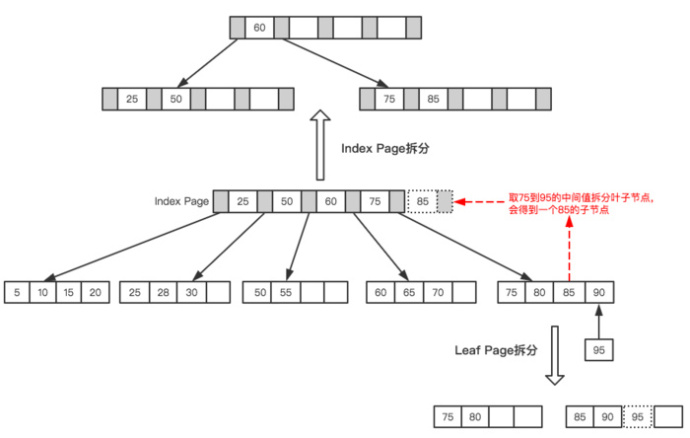 60
25 50
75 85
Index Page拆分
Index Page
25 50 60 75 85
取75到95的中间值拆分叶子节点，
会得到一个85的子节点
5 10 15 20
25 28 30
50 55
60 65 70
75 80 85 90
Leaf Page拆分
95
75 80
85 90 95